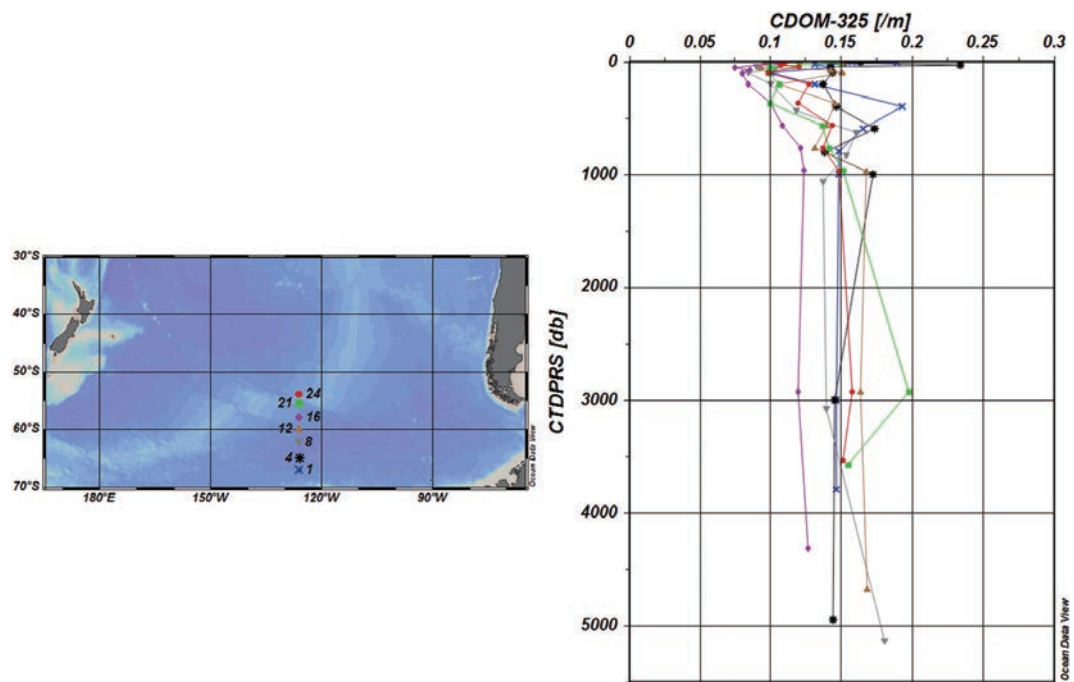 30°S
40°S
50°S
60°S
70°S
180°E
150°W
120°W
90°W
24
21
16
12
8
4
1
Ocean Data View
CDOM-325 [/m]
0
0.05
0.1
0.15
0.2
0.25
0.3
CTDPRS [db]
0
1000
2000
3000
4000
5000
Ocean Data View